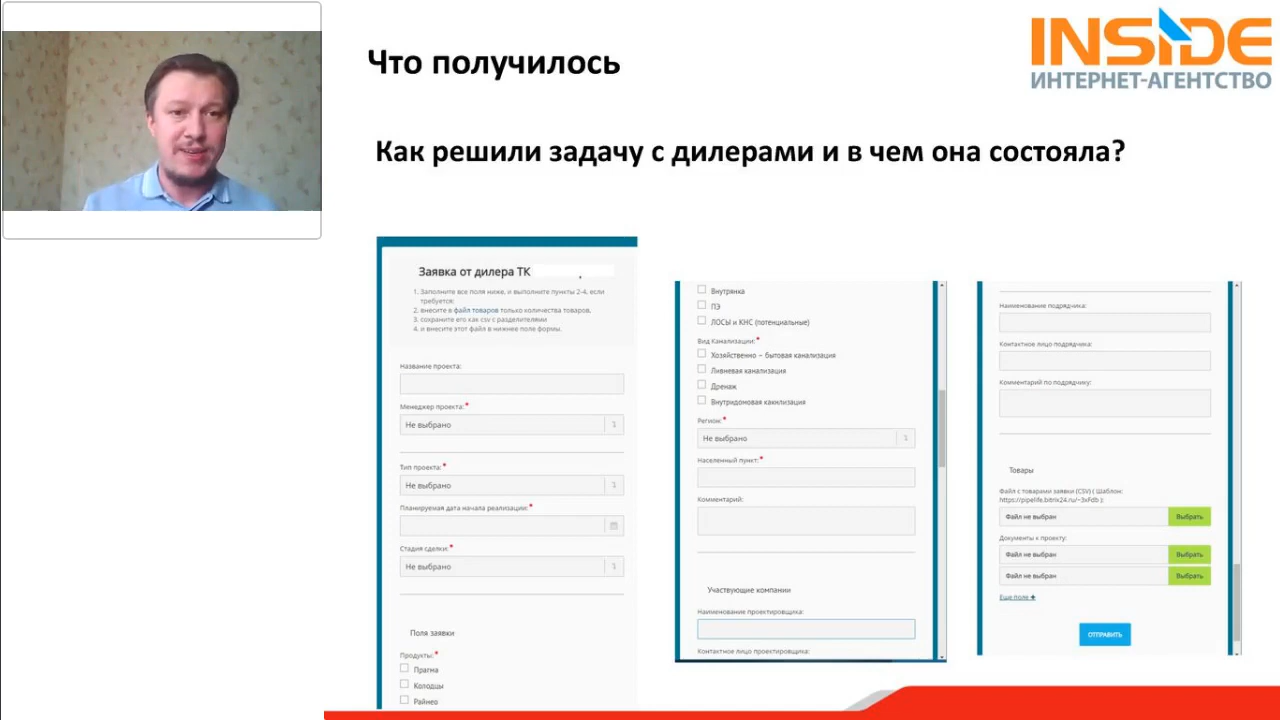 INSIDE
ИНТЕРНЕТ-АГЕНТСТВО
Что получилось
Как решили задачу с дилерами и в чем она состояла?
Заявка от дилера ТК
1. Заполните все поля ниже, и выполните пункты 2-4, если
требуется:
2. внесите в файл товаров только количества товаров,
3. сохраните его как csv с разделителями
4. и внесите этот файл в нижнее поле формы.
Название проекта:
Менеджер проекта:*
Не выбрано
Тип проекта:*
Не выбрано
Планируемая дата начала реализации:*
Стадия сделки:*
Не выбрано
Поля заявки
Продукты:*
Прагма
Колодцы
Райнео
Внутрянка
ПЭ
ЛОСЫ и КНС (потенциальные)
Вид Канализации:*
Хозяйственно – бытовая канализация
Ливневая канализация
Дренаж
Внутридомовая канилизация
Регион:*
Не выбрано
Населенный пункт:*
Комментарий:
Участвующие компании
Наименование проектировщика:
Контактное лицо проектировщика:
Наименование подрядчика:
Контактное лицо подрядчика:
Комментарий по подрядчику:
Товары
Файл с товарами заявки (CSV) ( Шаблон:
https://pipelife.bitrix24.ru/~3xFdb ):
Файл не выбран Выбрать
Документы к проекту:
Файл не выбран Выбрать
Файл не выбран Выбрать
Еще поле +
ОТПРАВИТЬ